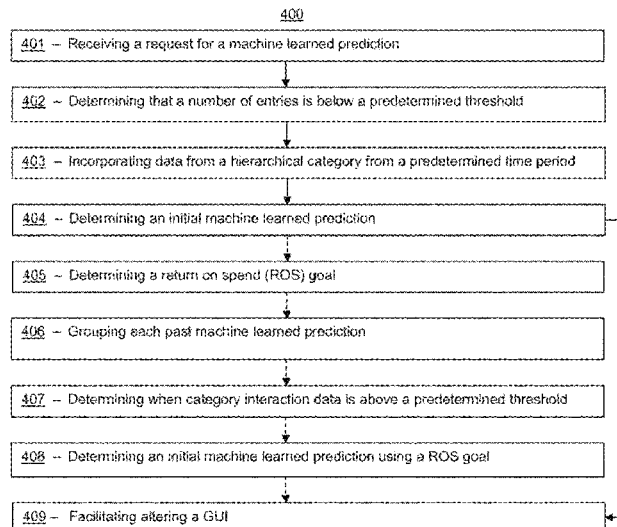 400
401 – Receiving a request for a machine learned prediction
402 – Determining that a number of entries is below a predetermined threshold
403 – Incorporating data from a hierarchical category from a predetermined time period
404 – Determining an initial machine learned prediction
405 – Determining a return on spend (ROS) goal
406 – Grouping each past machine learned prediction
407 – Determining when category interaction data is above a predetermined threshold
408 – Determining an initial machine learned prediction using a ROS goal
409 – Facilitating altering a GUI